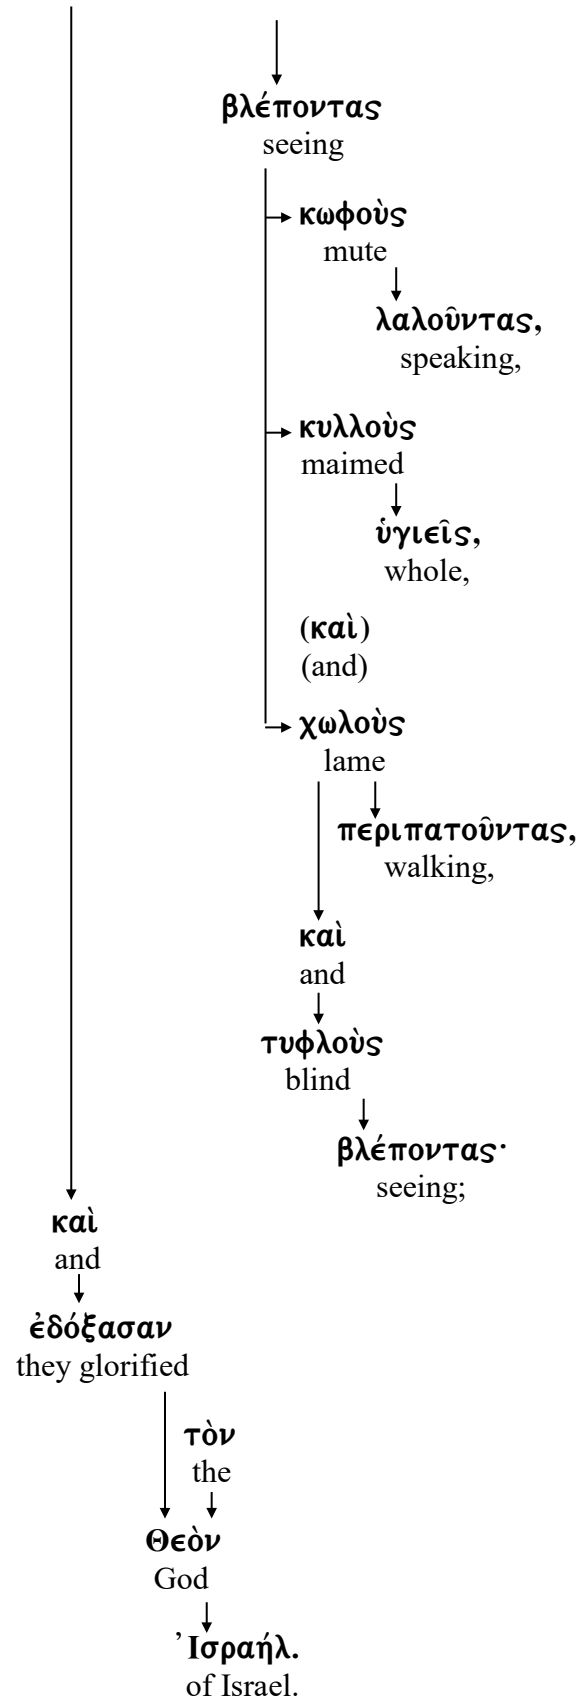 βλέποντας
seeing
κωφοὺς
mute
λαλοῦντας,
speaking,
κυλλοὺς
maimed
ὑγιεῖς,
whole,
(καὶ)
(and)
χωλοὺς
lame
περιπατοῦντας,
walking,
καὶ
and
τυφλοὺς
blind
βλέποντας·
seeing;
καὶ
and
ἐδόξασαν
they glorified
τὸν
the
Θεὸν
God
Ἰσραήλ.
of Israel.